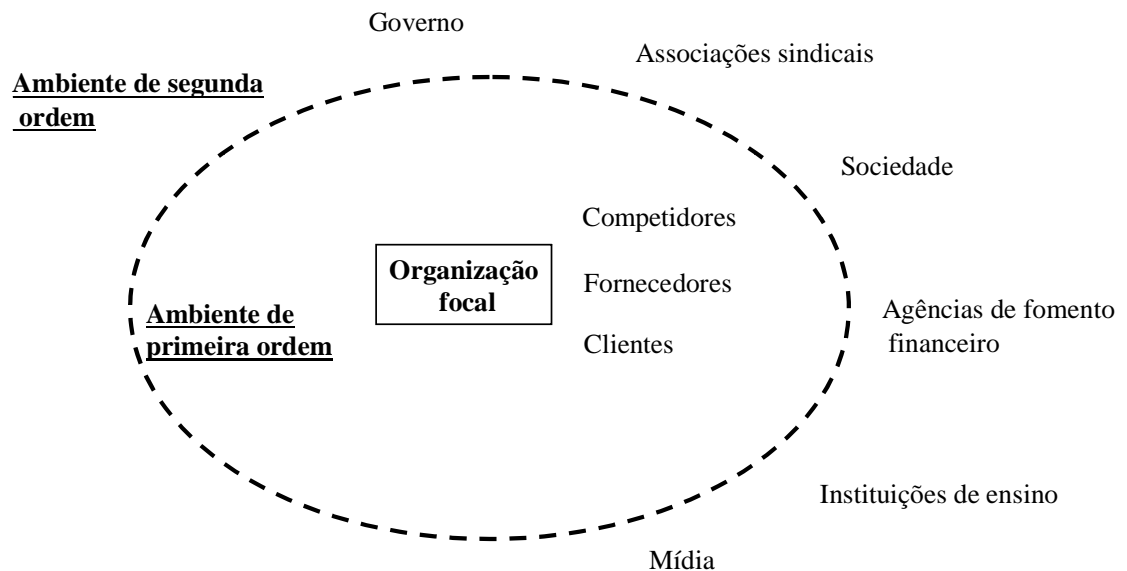 Governo
Associações sindicais
Ambiente de segunda
ordem
Sociedade
Competidores
Organização
focal
Fornecedores
Ambiente de
primeira ordem
Clientes
Agências de fomento
financeiro
Instituições de ensino
Mídia